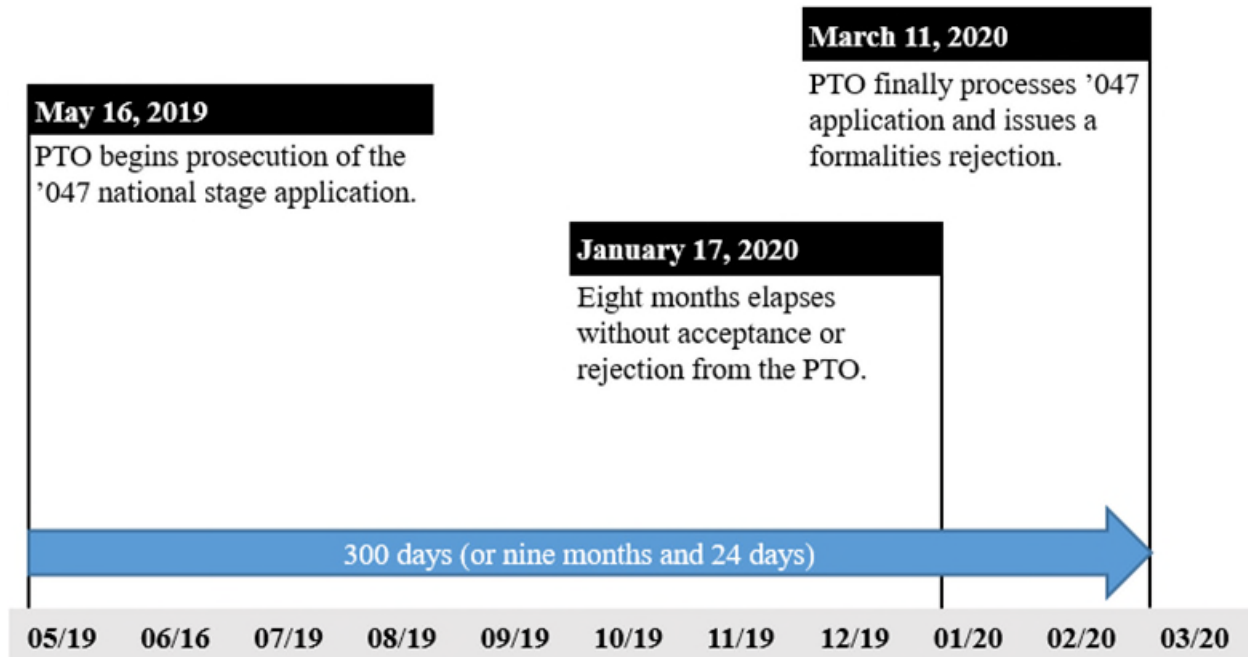 March 11, 2020
PTO finally processes ’047
application and issues a
formalities rejection.
May 16, 2019
PTO begins prosecution of the
’047 national stage application.
January 17, 2020
Eight months elapses
without acceptance or
rejection from the PTO.
300 days (or nine months and 24 days)
05/19 06/16 07/19 08/19 09/19 10/19 11/19 12/19 01/20 02/20 03/20